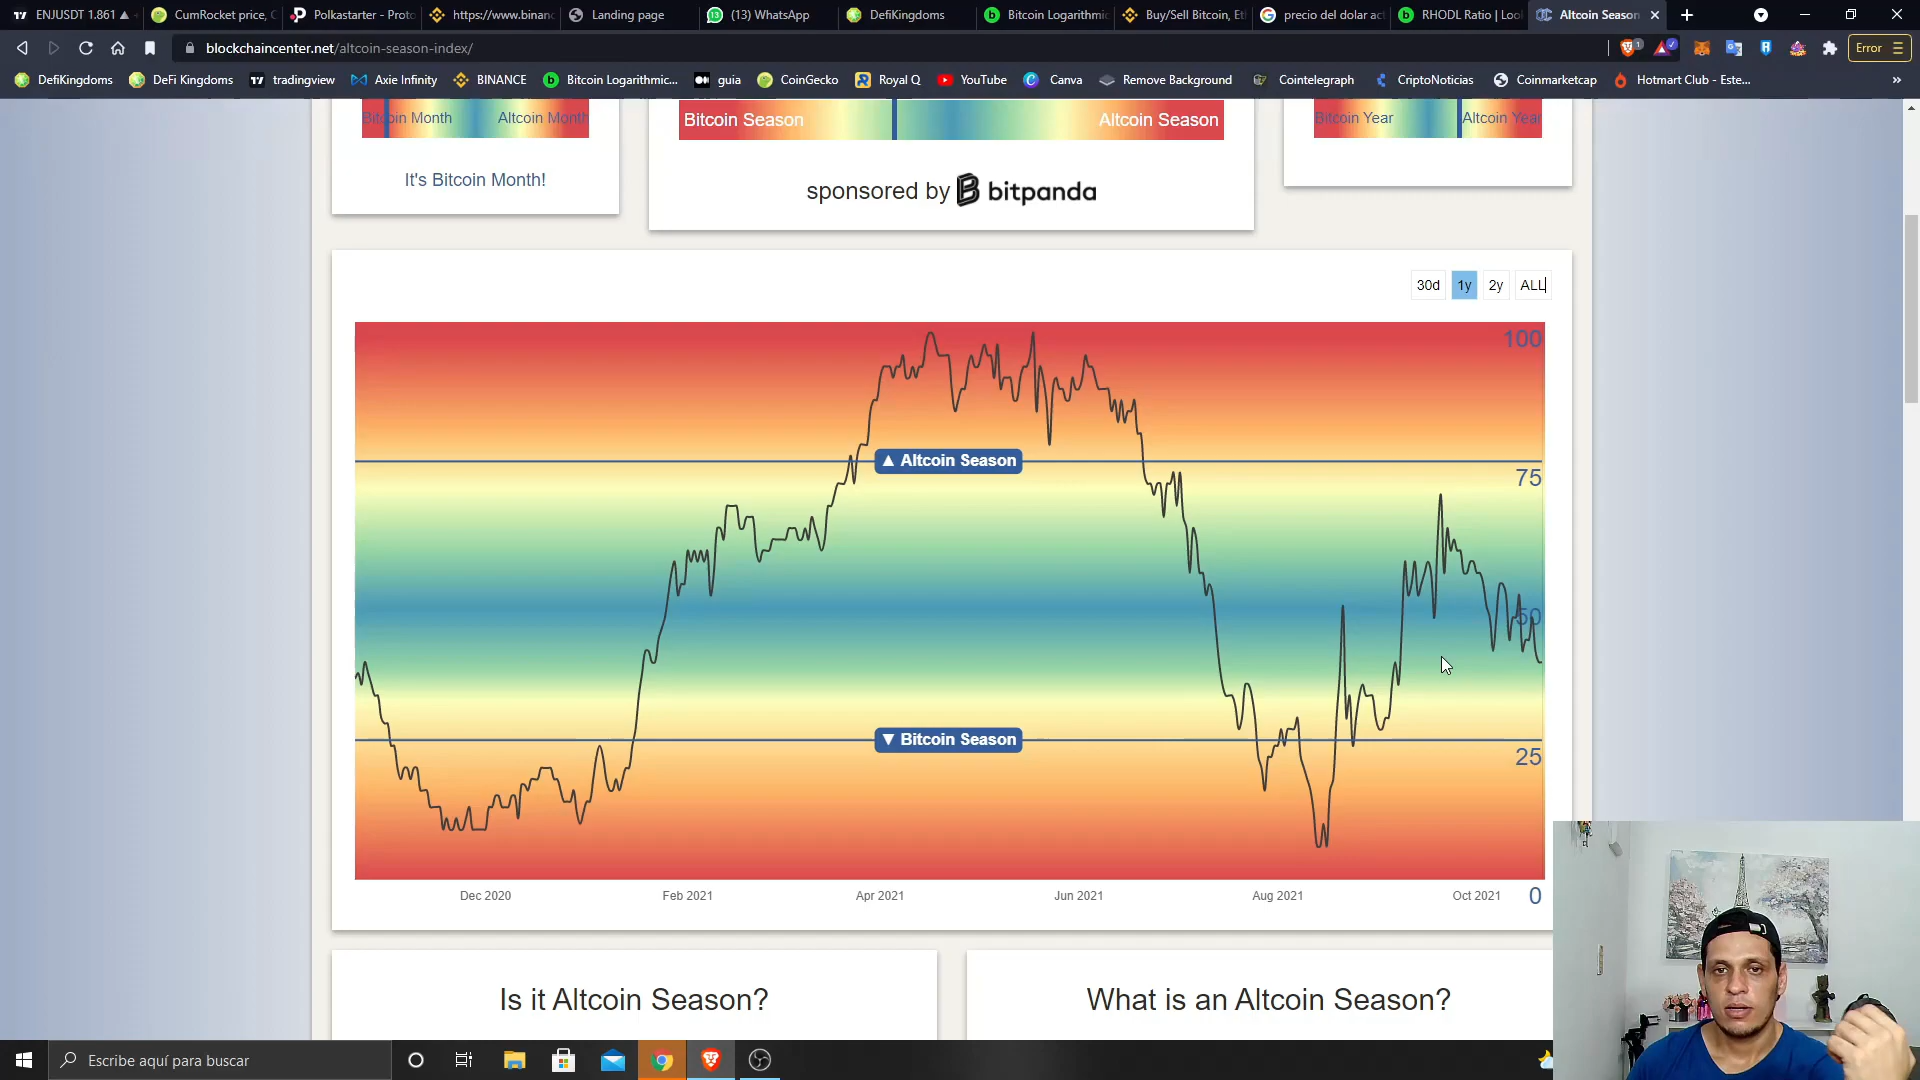 ENJUSDT 1.861 ▲
CumRocket price, C
Polkastarter - Proto
https://www.binanc
Landing page
(13) WhatsApp
DefiKingdoms
Bitcoin Logarithmic
Buy/Sell Bitcoin, Et
precio del dolar act
RHODL Ratio | Loo
Altcoin Season
blockchaincenter.net/altcoin-season-index/
Error
DefiKingdoms
DeFi Kingdoms
tradingview
Axie Infinity
BINANCE
Bitcoin Logarithmic...
guia
CoinGecko
Royal Q
YouTube
Canva
Remove Background
Cointelegraph
CriptoNoticias
Coinmarketcap
Hotmart Club - Este...
Bitcoin Month Altcoin Month
Bitcoin Season Altcoin Season
Bitcoin Year Altcoin Year
It's Bitcoin Month!
sponsored by bitpanda
30d 1y 2y ALL
100
▲ Altcoin Season
75
50
▼ Bitcoin Season
25
Dec 2020 Feb 2021 Apr 2021 Jun 2021 Aug 2021 Oct 2021 0
Is it Altcoin Season?
What is an Altcoin Season?
Escribe aquí para buscar